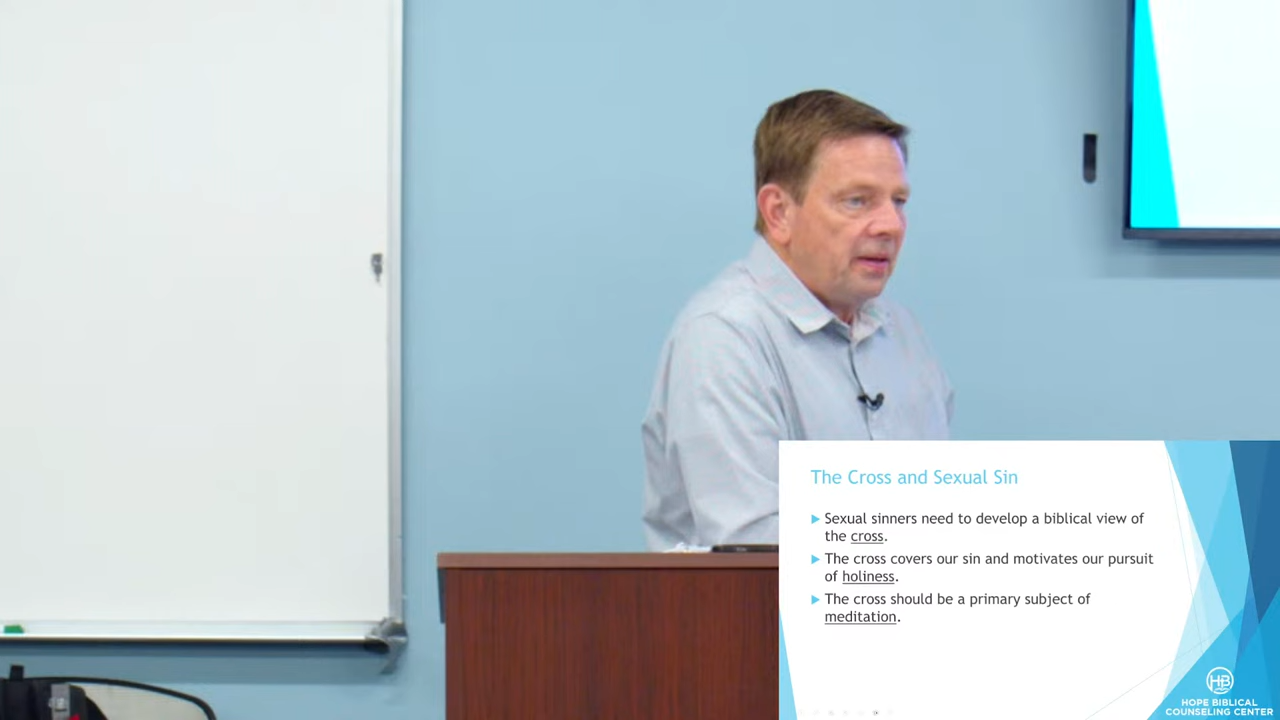 The Cross and Sexual Sin
Sexual sinners need to develop a biblical view of
the cross.
The cross covers our sin and motivates our pursuit
of holiness.
The cross should be a primary subject of
meditation.
HB
HOPE BIBLICAL
COUNSELING CENTER